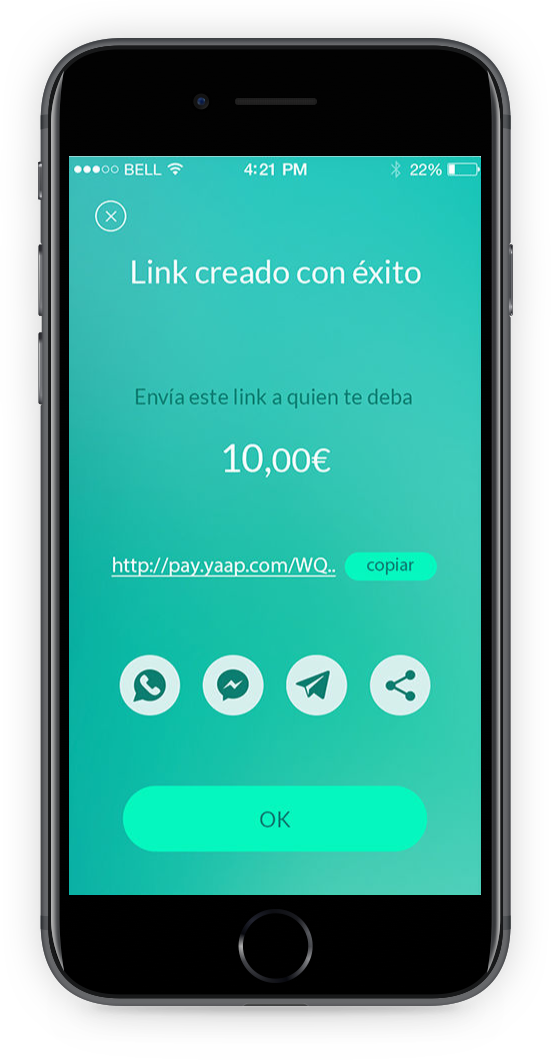 BELL 4:21 PM 22%
Link creado con éxito
Envía este link a quien te deba
10,00€
http://pay.yaap.com/WQ.. copiar
OK